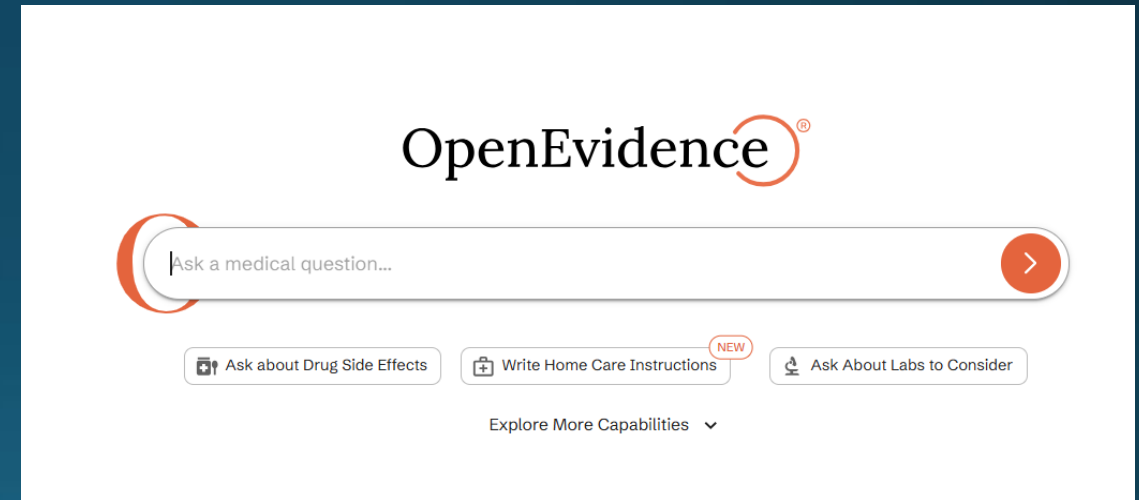 OpenEvidence®
Ask a medical question...
NEW
Ask about Drug Side Effects
Write Home Care Instructions
Ask About Labs to Consider
Explore More Capabilities